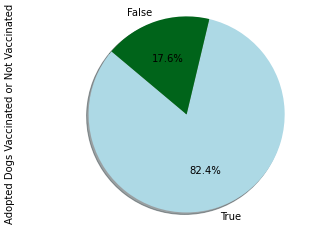 Adopted Dogs Vaccinated or Not Vaccinated
False
17.6%
82.4%
True